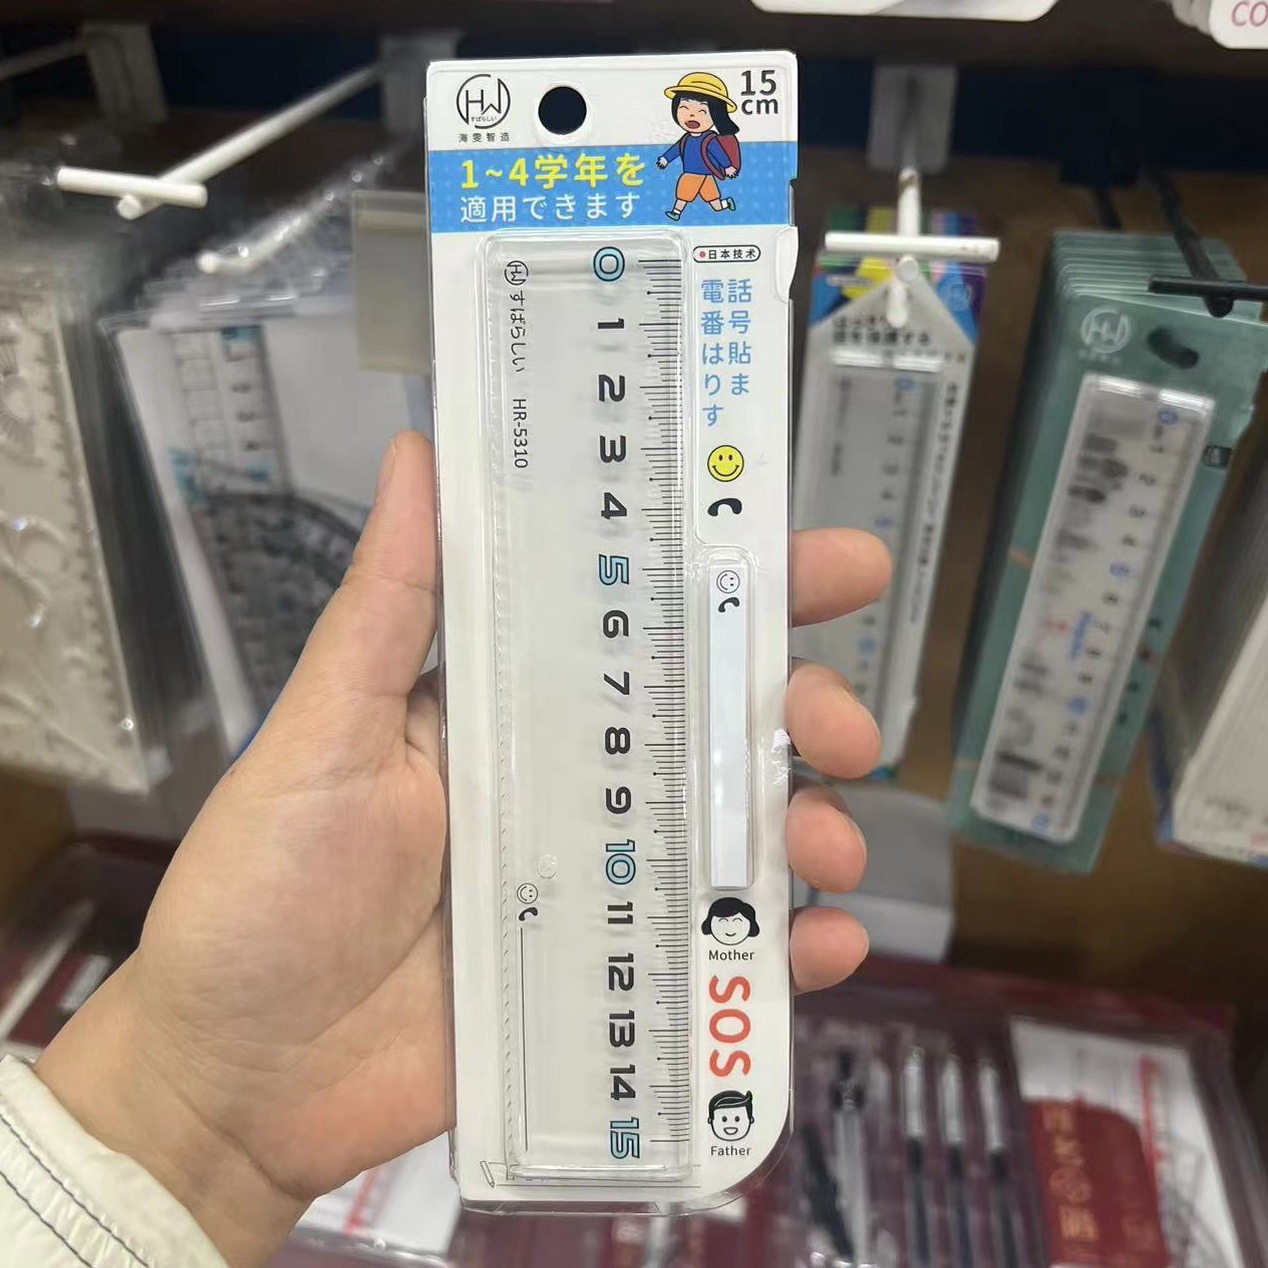 HW
すばらしい
海雯智造
15
cm
1~4学年を
適用できます
日本技术
電話
番号
はり貼
りま
す
すばらしい HR-5310
0
1
2
3
4
5
6
7
8
9
10
11
12
13
14
15
Mother
SOS
Father
CO